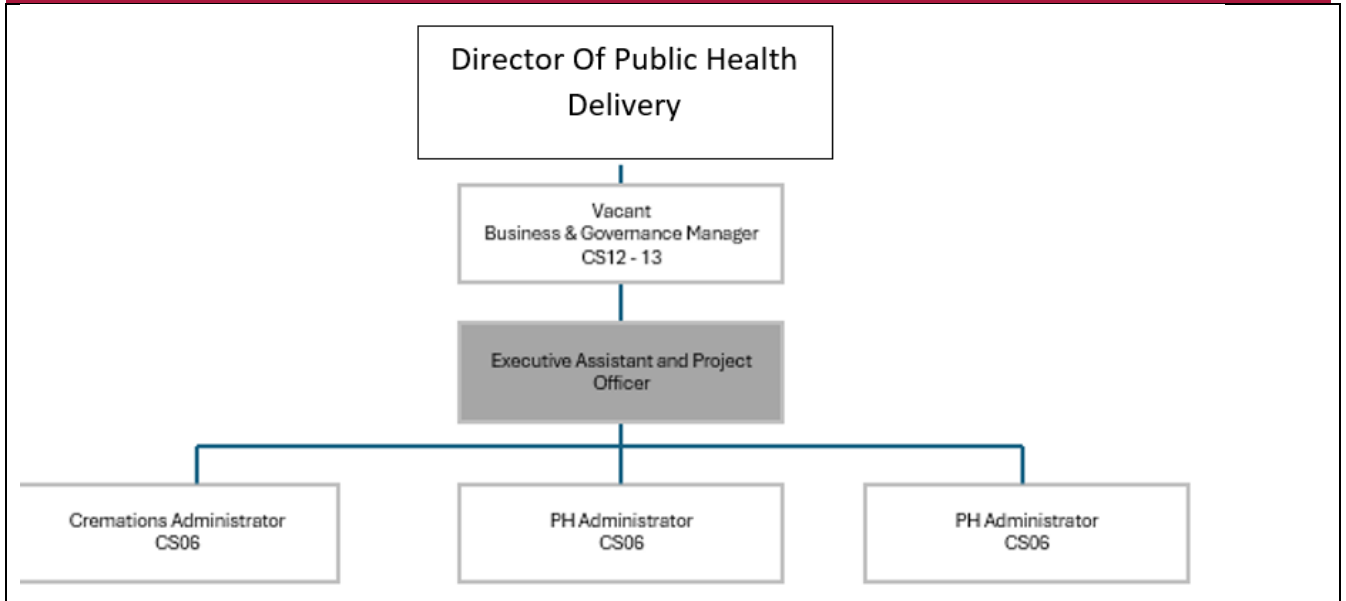 Director Of Public Health
Delivery
Vacant
Business & Governance Manager
CS12 - 13
Executive Assistant and Project
Officer
Cremations Administrator
CS06
PH Administrator
CS06
PH Administrator
CS06